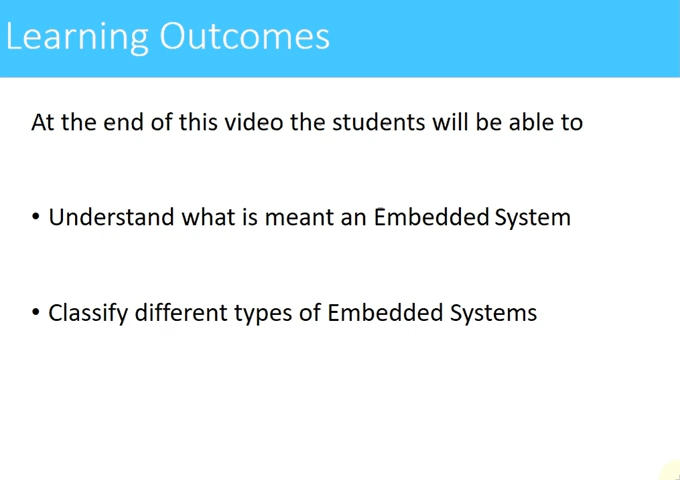 Learning Outcomes
At the end of this video the students will be able to
• Understand what is meant an Embedded System
• Classify different types of Embedded Systems